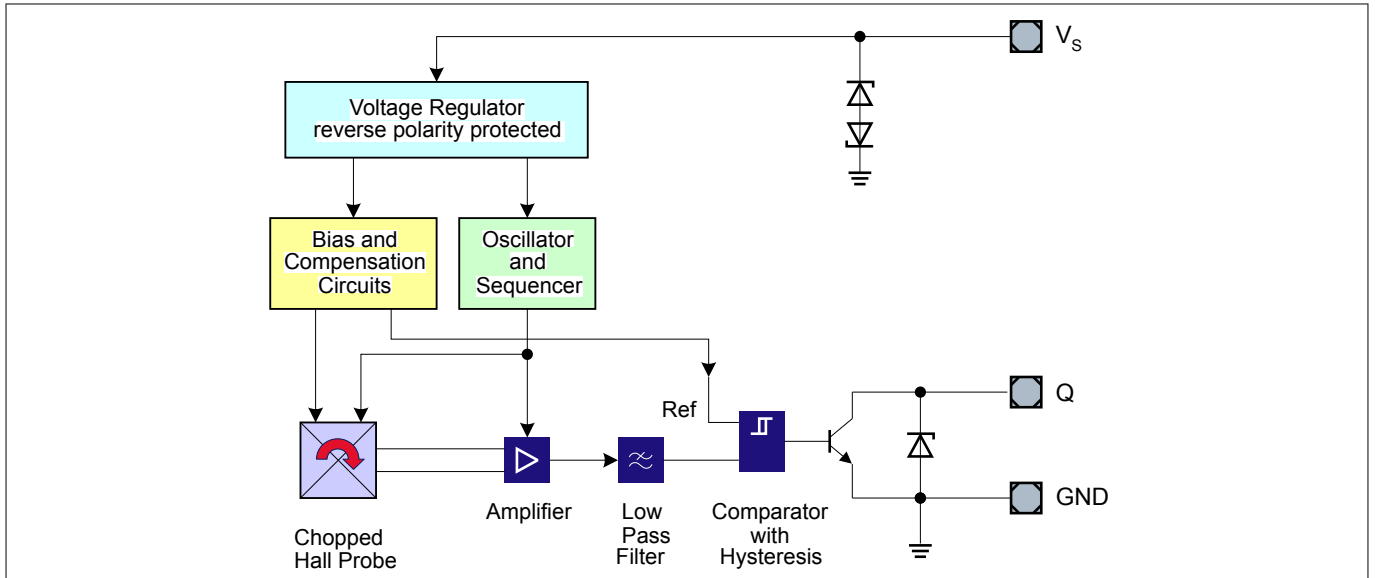 V_S
Voltage Regulator
reverse polarity protected
Bias and
Compensation
Circuits
Oscillator
and
Sequencer
Ref
Q
GND
Amplifier
Low
Pass
Filter
Comparator
with
Hysteresis
Chopped
Hall Probe